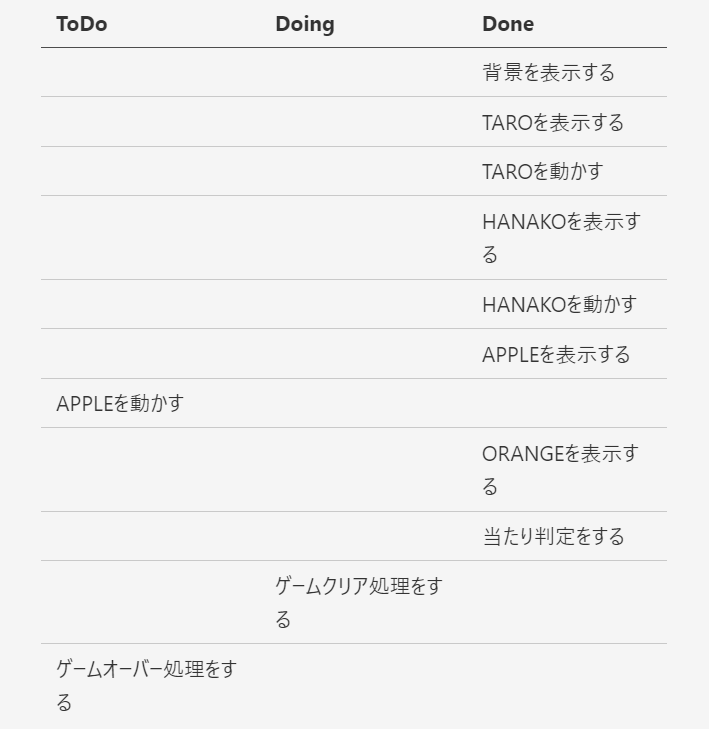 ToDo Doing Done
背景を表示する
TAROを表示する
TAROを動かす
HANAKOを表示す
る
HANAKOを動かす
APPLEを表示する
APPLEを動かす
ORANGEを表示す
る
当たり判定をする
ゲームクリア処理をす
る
ゲームオーバー処理をす
る